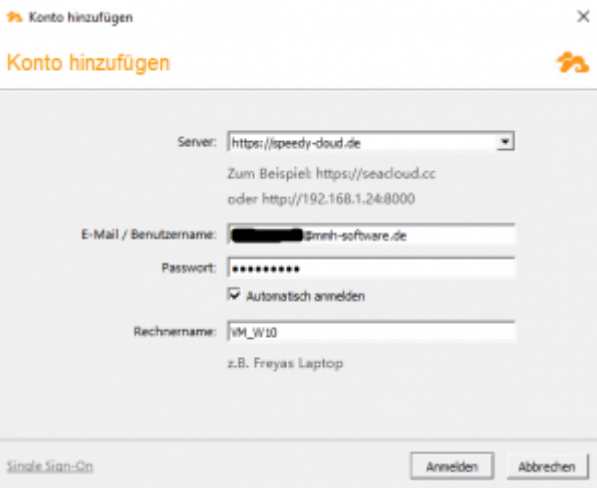 Konto hinzufügen
Konto hinzufügen
Server: https://speedy-cloud.de
Zum Beispiel: https://seacloud.cc
oder http://192.168.1.24:8000
E-Mail / Benutzername: @mmh-software.de
Passwort: •••••••••
Automatisch anmelden
Rechnername: VM_W10
z.B. Freyas Laptop
Single Sign-On Anmelden Abbrechen